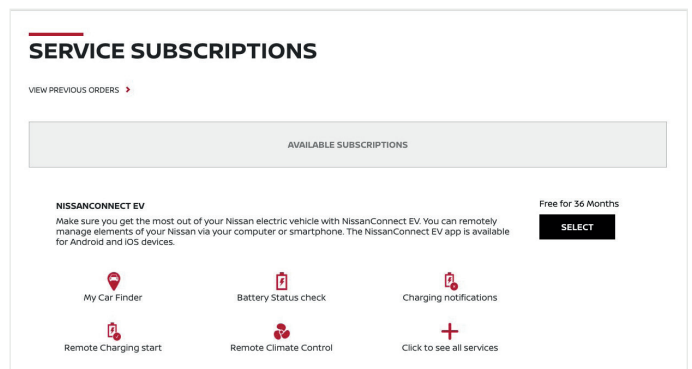 SERVICE SUBSCRIPTIONS
VIEW PREVIOUS ORDERS
AVAILABLE SUBSCRIPTIONS
NISSANCONNECT EV
Make sure you get the most out of your Nissan electric vehicle with NissanConnect EV. You can remotely
manage elements of your Nissan via your computer or smartphone. The NissanConnect EV app is available
for Android and iOS devices.
Free for 36 Months
SELECT
My Car Finder
Battery Status check
Charging notifications
Remote Charging start
Remote Climate Control
Click to see all services